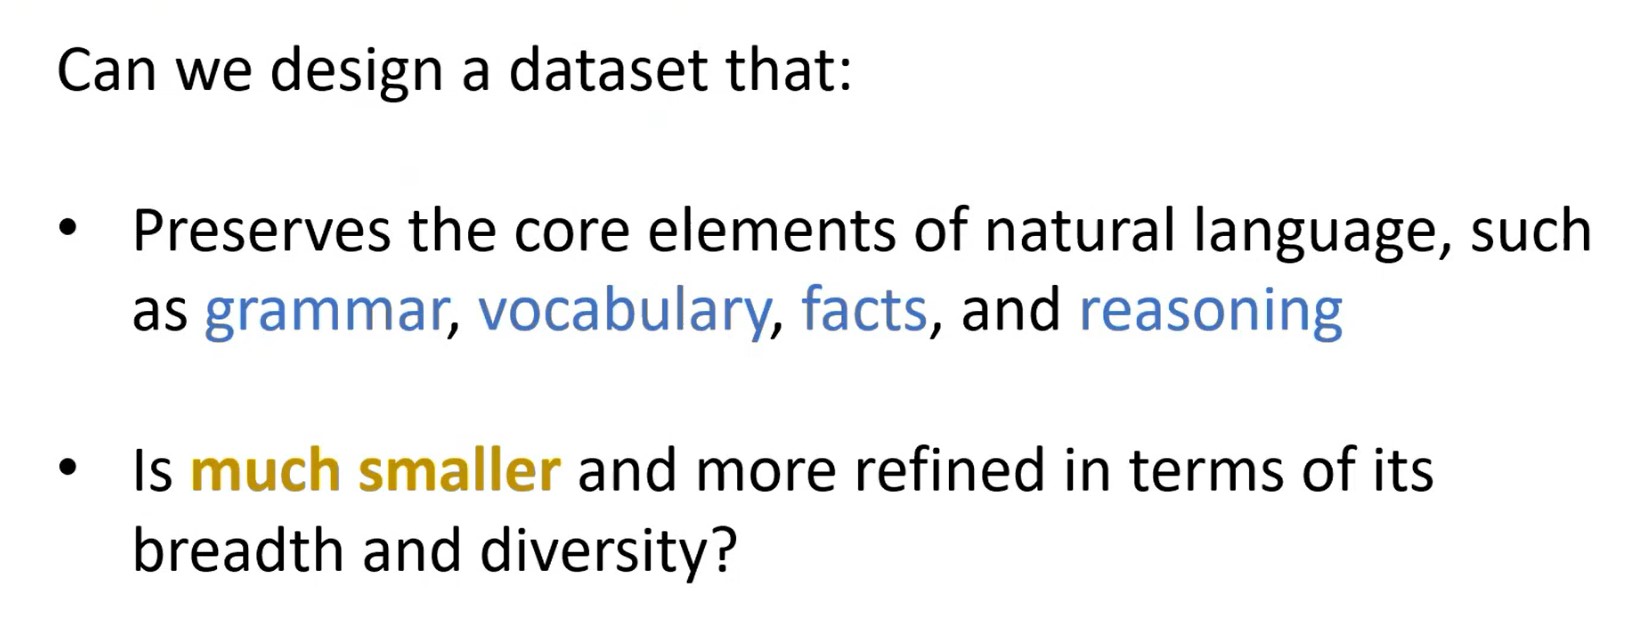 Can we design a dataset that:
• Preserves the core elements of natural language, such
as grammar, vocabulary, facts, and reasoning
• Is much smaller and more refined in terms of its
breadth and diversity?